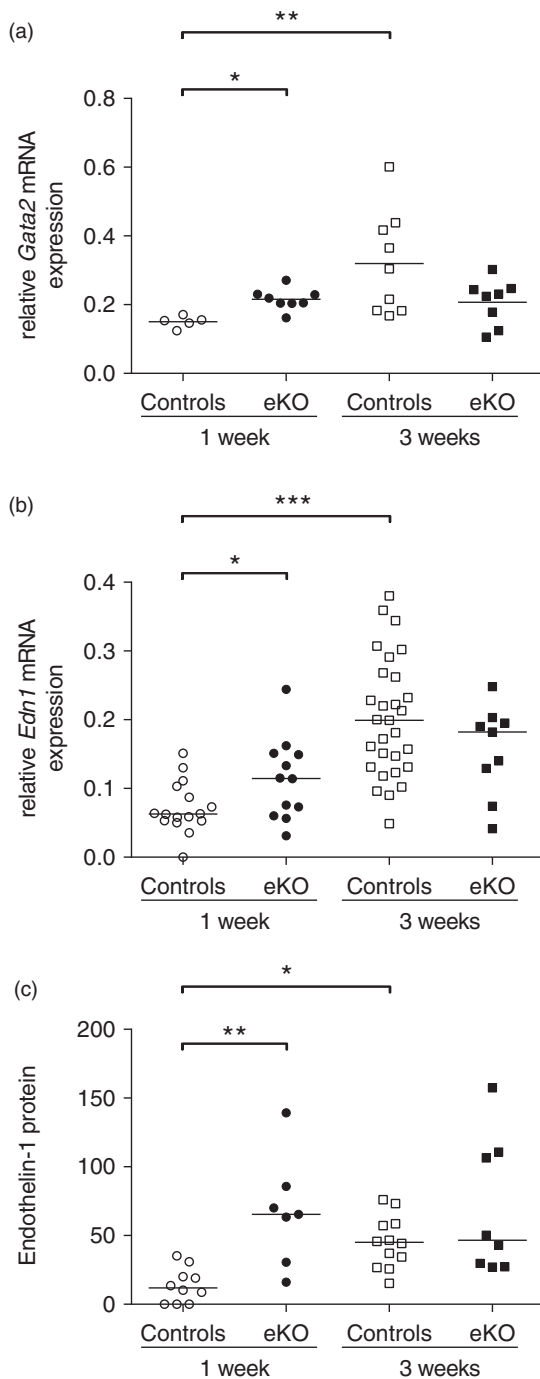 (a)
**
*
0.8
0.6
0.4
0.2
0.0
relative Gata2 mRNA
expression
Controls eKO Controls eKO
1 week 3 weeks
(b)
***
*
0.4
0.3
0.2
0.1
0.0
relative Edn1 mRNA
expression
Controls eKO Controls eKO
1 week 3 weeks
(c)
*
**
200
150
100
50
0
Endothelin-1 protein
Controls eKO Controls eKO
1 week 3 weeks